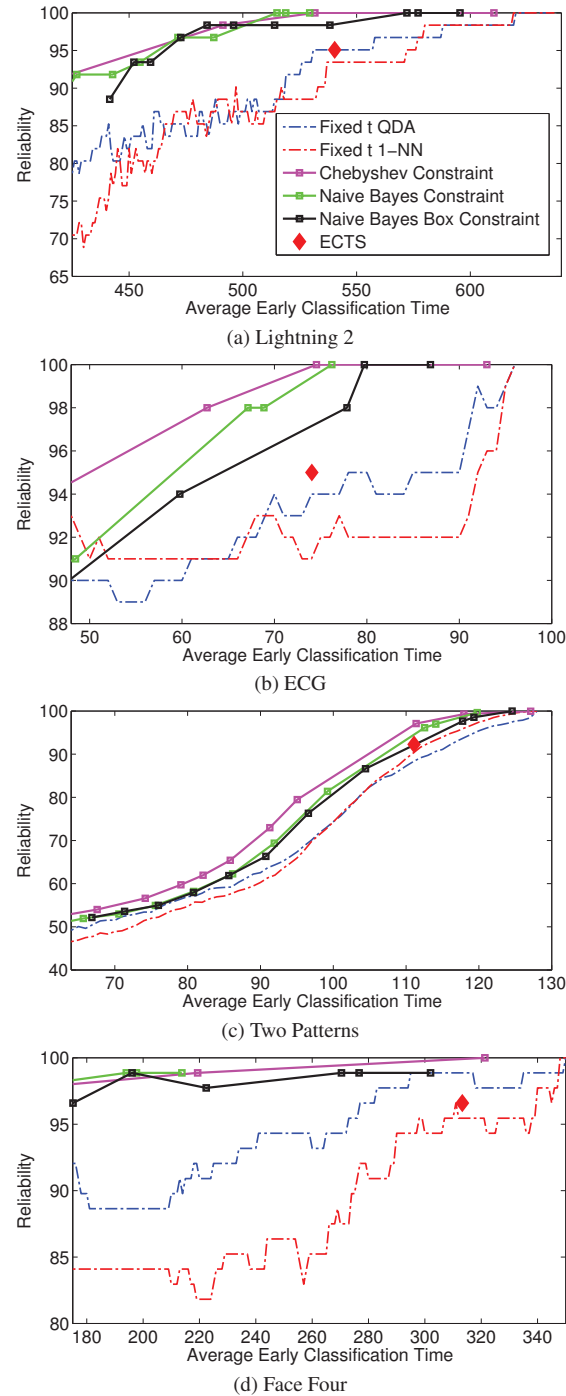 100
95
90
85
80
75
70
65
Reliability
Fixed t QDA
Fixed t 1−NN
Chebyshev Constraint
Naive Bayes Constraint
Naive Bayes Box Constraint
ECTS
450 500 550 600
Average Early Classification Time
(a) Lightning 2
100
98
96
94
92
90
88
Reliability
50 60 70 80 90 100
Average Early Classification Time
(b) ECG
100
90
80
70
60
50
40
Reliability
70 80 90 100 110 120 130
Average Early Classification Time
(c) Two Patterns
100
95
90
85
80
Reliability
175 200 220 240 260 280 300 320 340
Average Early Classification Time
(d) Face Four